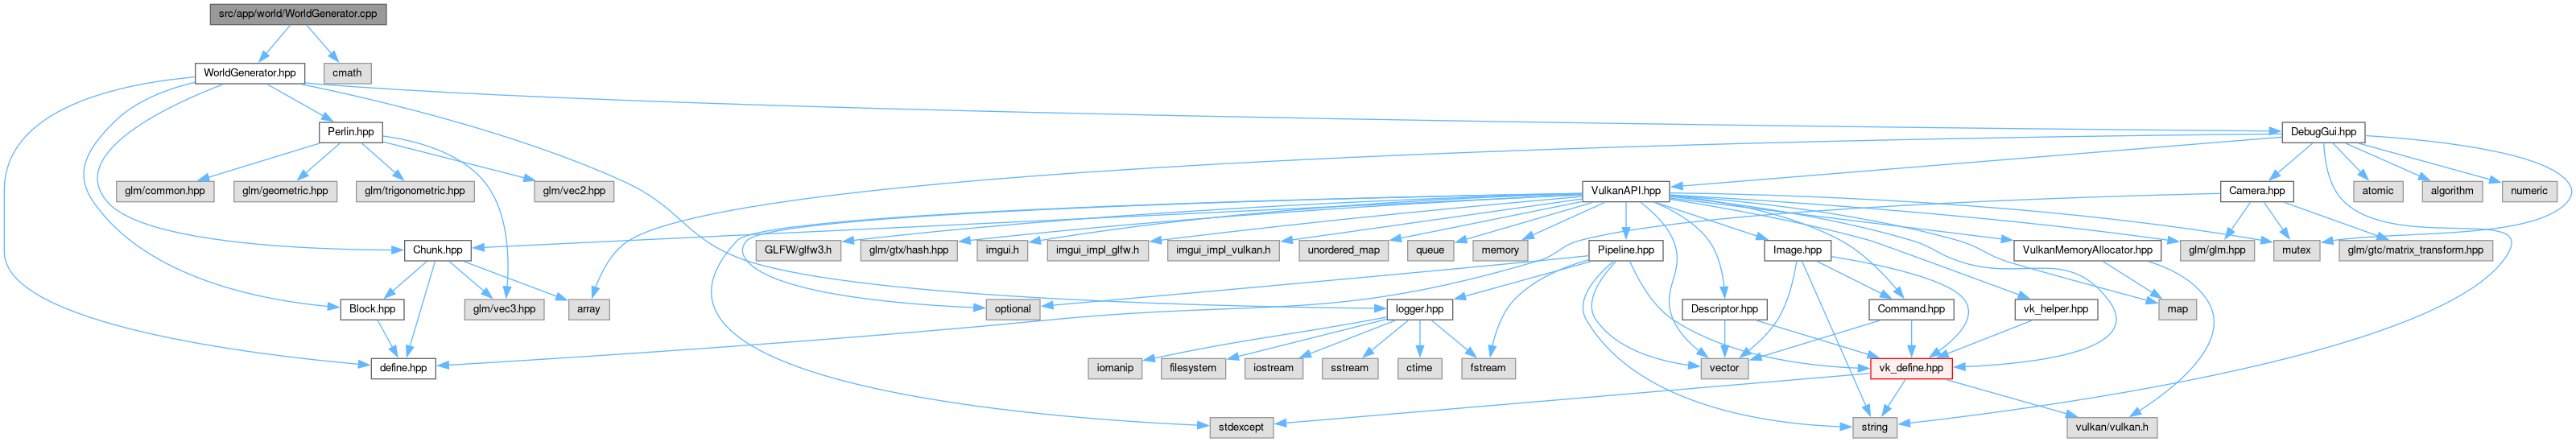 src/app/world/WorldGenerator.cpp
WorldGenerator.hpp
cmath
Perlin.hpp
DebugGui.hpp
glm/common.hpp
glm/geometric.hpp
glm/trigonometric.hpp
glm/vec2.hpp
VulkanAPI.hpp
Camera.hpp
atomic
algorithm
numeric
Chunk.hpp
GLFW/glfw3.h
glm/gtx/hash.hpp
imgui.h
imgui_impl_glfw.h
imgui_impl_vulkan.h
unordered_map
queue
memory
Pipeline.hpp
Image.hpp
VulkanMemoryAllocator.hpp
glm/glm.hpp
mutex
glm/gtc/matrix_transform.hpp
Block.hpp
glm/vec3.hpp
array
optional
logger.hpp
Descriptor.hpp
Command.hpp
vk_helper.hpp
map
define.hpp
iomanip
filesystem
iostream
sstream
ctime
fstream
vector
vk_define.hpp
stdexcept
string
vulkan/vulkan.h